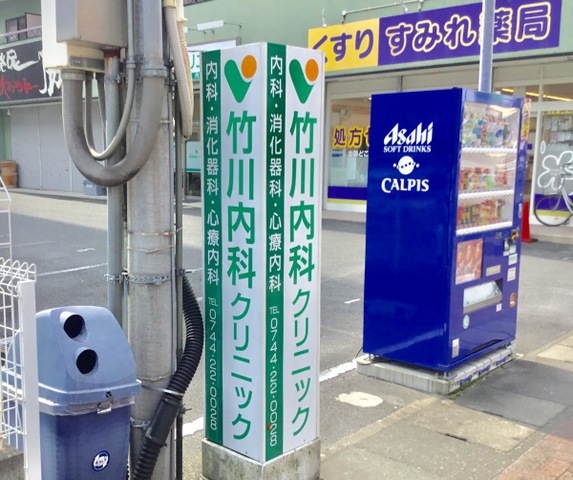 くすり すみれ薬局
処方せ
Asahi
SOFT DRINKS
CALPIS
竹川内科クリニック
内科・消化器科・心療内科
TEL 0744・22・0028
竹川内科クリニック
内科・消化器科・心療内科
TEL 0744・22・0028